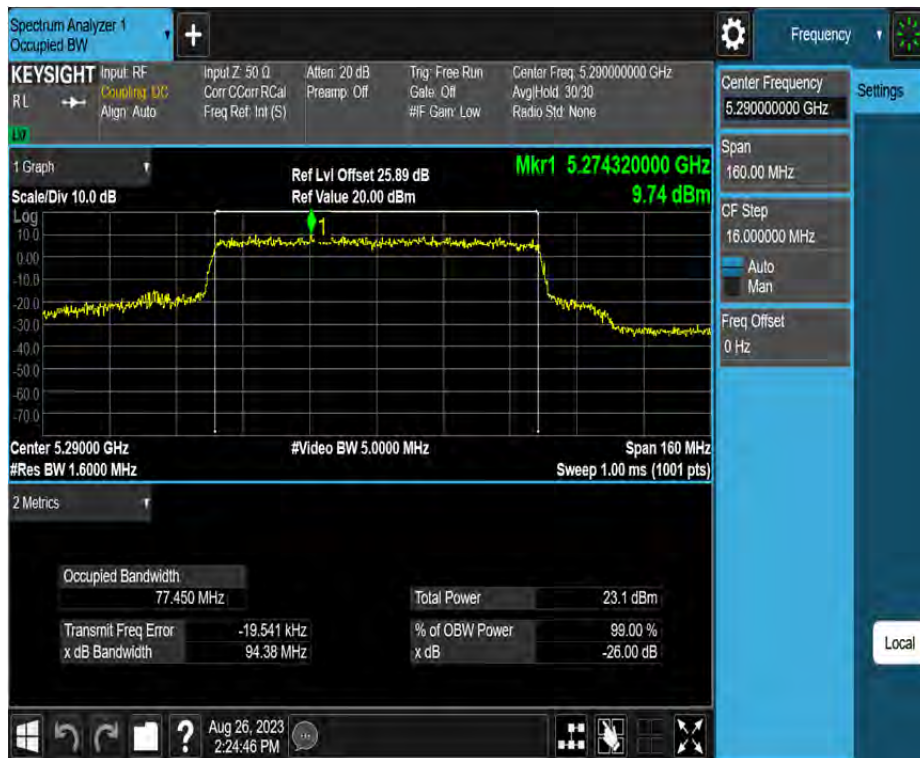 Spectrum Analyzer 1
Occupied BW
+
Frequency
KEYSIGHT
RL
LXI
Input: RF
Coupling: DC
Align: Auto
Input Z: 50 Ω
Corr CCorr RCal
Freq Ref: Int (S)
Atten: 20 dB
Preamp: Off
Trig: Free Run
Gate: Off
#IF Gain: Low
Center Freq: 5.290000000 GHz
Avg|Hold: 30/30
Radio Std: None
Center Frequency
5.290000000 GHz
Settings
Span
160.00 MHz
CF Step
16.000000 MHz
Auto
Man
Freq Offset
0 Hz
1 Graph
Scale/Div 10.0 dB
Ref Lvl Offset 25.89 dB
Ref Value 20.00 dBm
Mkr1 5.274320000 GHz
9.74 dBm
Log
10.0
0.00
-10.0
-20.0
-30.0
-40.0
-50.0
-60.0
-70.0
1
Center 5.29000 GHz
#Res BW 1.6000 MHz
#Video BW 5.0000 MHz
Span 160 MHz
Sweep 1.00 ms (1001 pts)
2 Metrics
Occupied Bandwidth
77.450 MHz
Transmit Freq Error -19.541 kHz
x dB Bandwidth 94.38 MHz
Total Power 23.1 dBm
% of OBW Power 99.00 %
x dB -26.00 dB
Local
?
Aug 26, 2023
2:24:46 PM